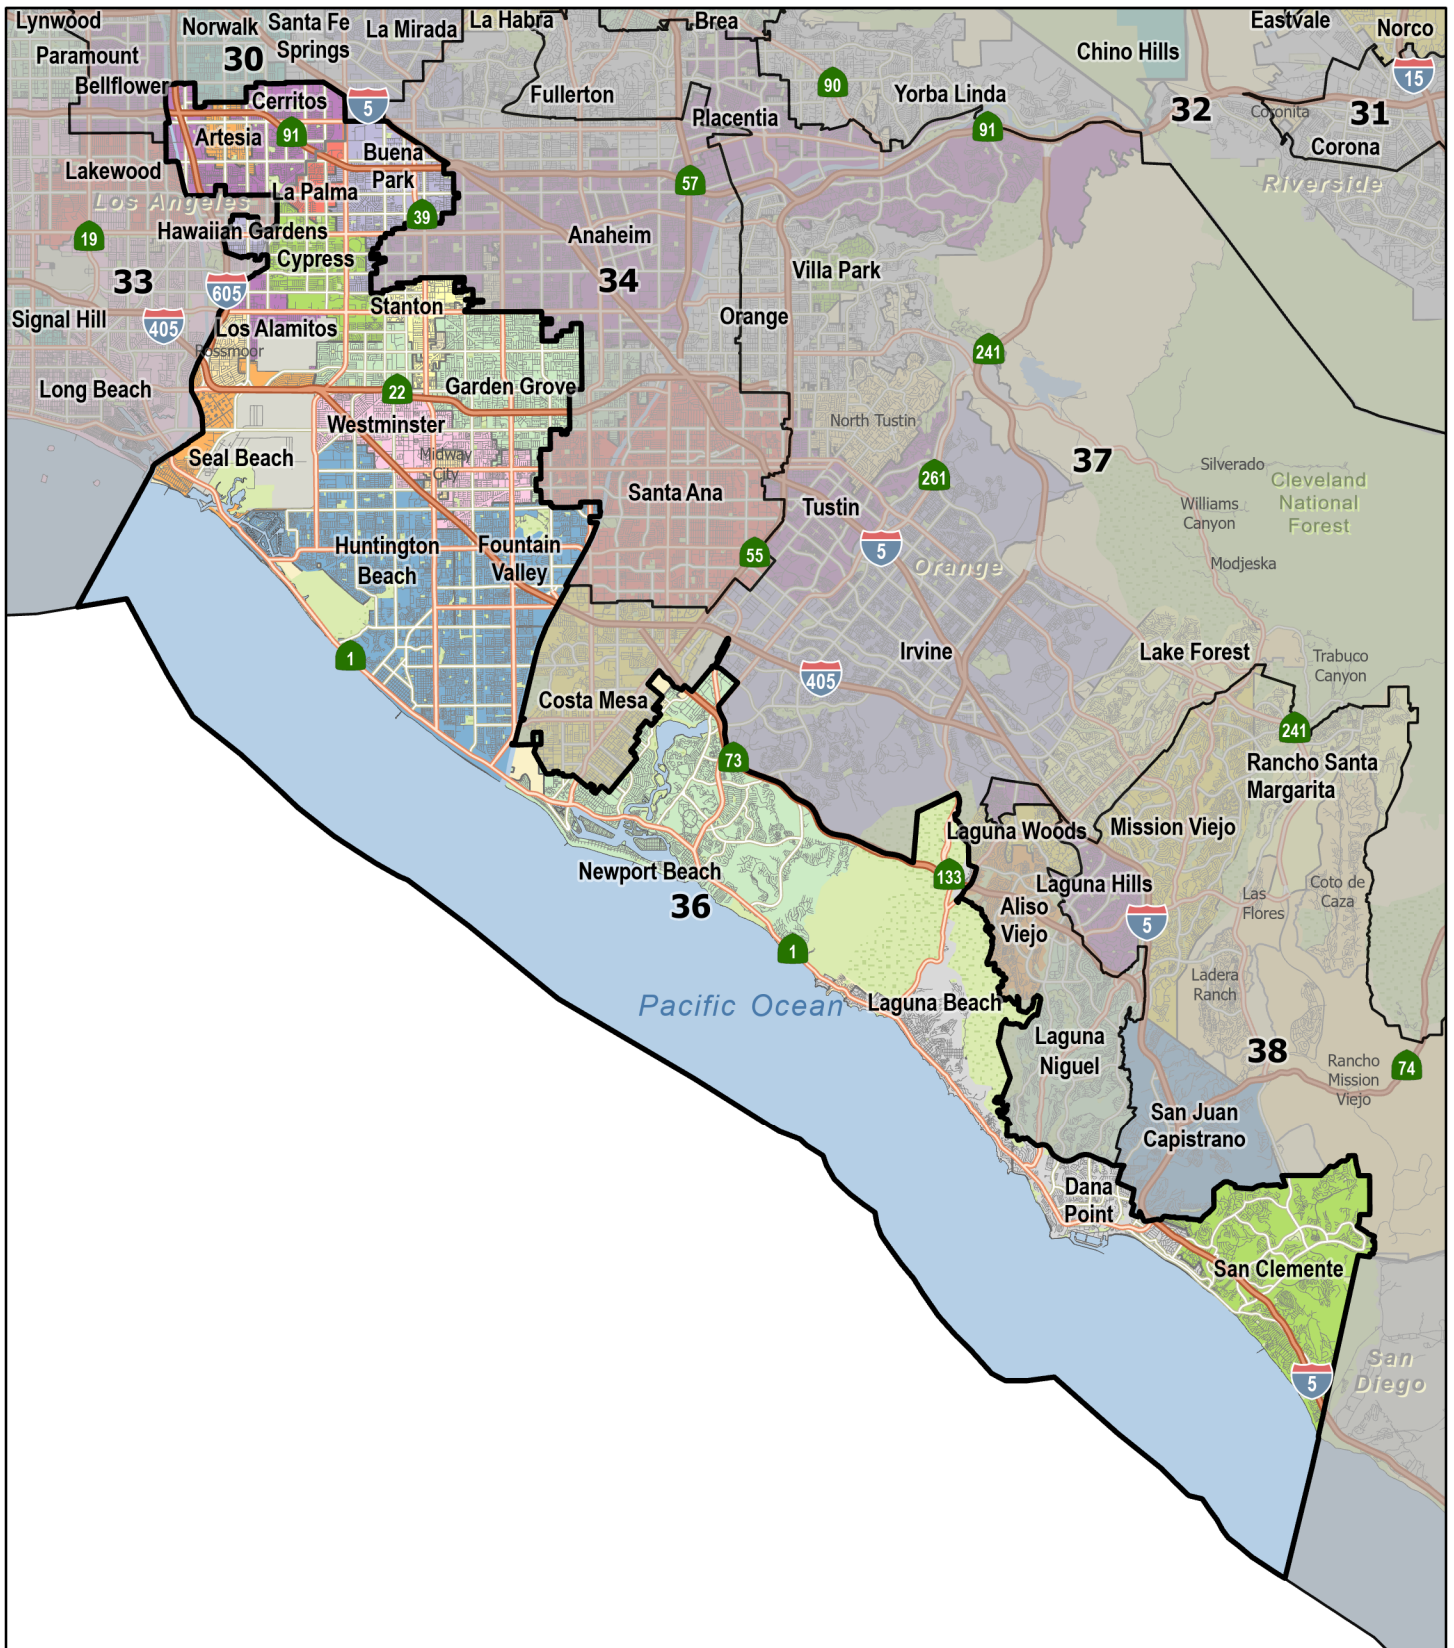 Lynwood
Norwalk
Santa Fe
Springs
La Mirada
La Habra
Brea
Eastvale
Norco
Paramount
30
Chino Hills
15
Bellflower
Cerritos
5
Fullerton
90
Yorba Linda
32
Coronita
31
Artesia
91
Placentia
91
Corona
Buena
Park
Lakewood
La Palma
57
Riverside
Los Angeles
39
19
Hawaiian Gardens
Anaheim
Cypress
Villa Park
33
605
34
Stanton
Signal Hill
405
Los Alamitos
Orange
Rossmoor
241
Long Beach
22
Garden Grove
Westminster
North Tustin
Midway
City
Seal Beach
37
Silverado
261
Cleveland
National
Forest
Santa Ana
Tustin
Williams
Canyon
Huntington
Beach
Fountain
Valley
55
5
Orange
Modjeska
1
Irvine
Lake Forest
Trabuco
Canyon
405
Costa Mesa
241
73
Rancho Santa
Margarita
Laguna Woods
Mission Viejo
Newport Beach
133
Laguna Hills
Las
Flores
Coto de
Caza
36
Aliso
Viejo
5
1
Ladera
Ranch
Pacific Ocean
Laguna Beach
Laguna
Niguel
38
Rancho
Mission
Viejo
74
San Juan
Capistrano
Dana
Point
San Clemente
San
Diego
5